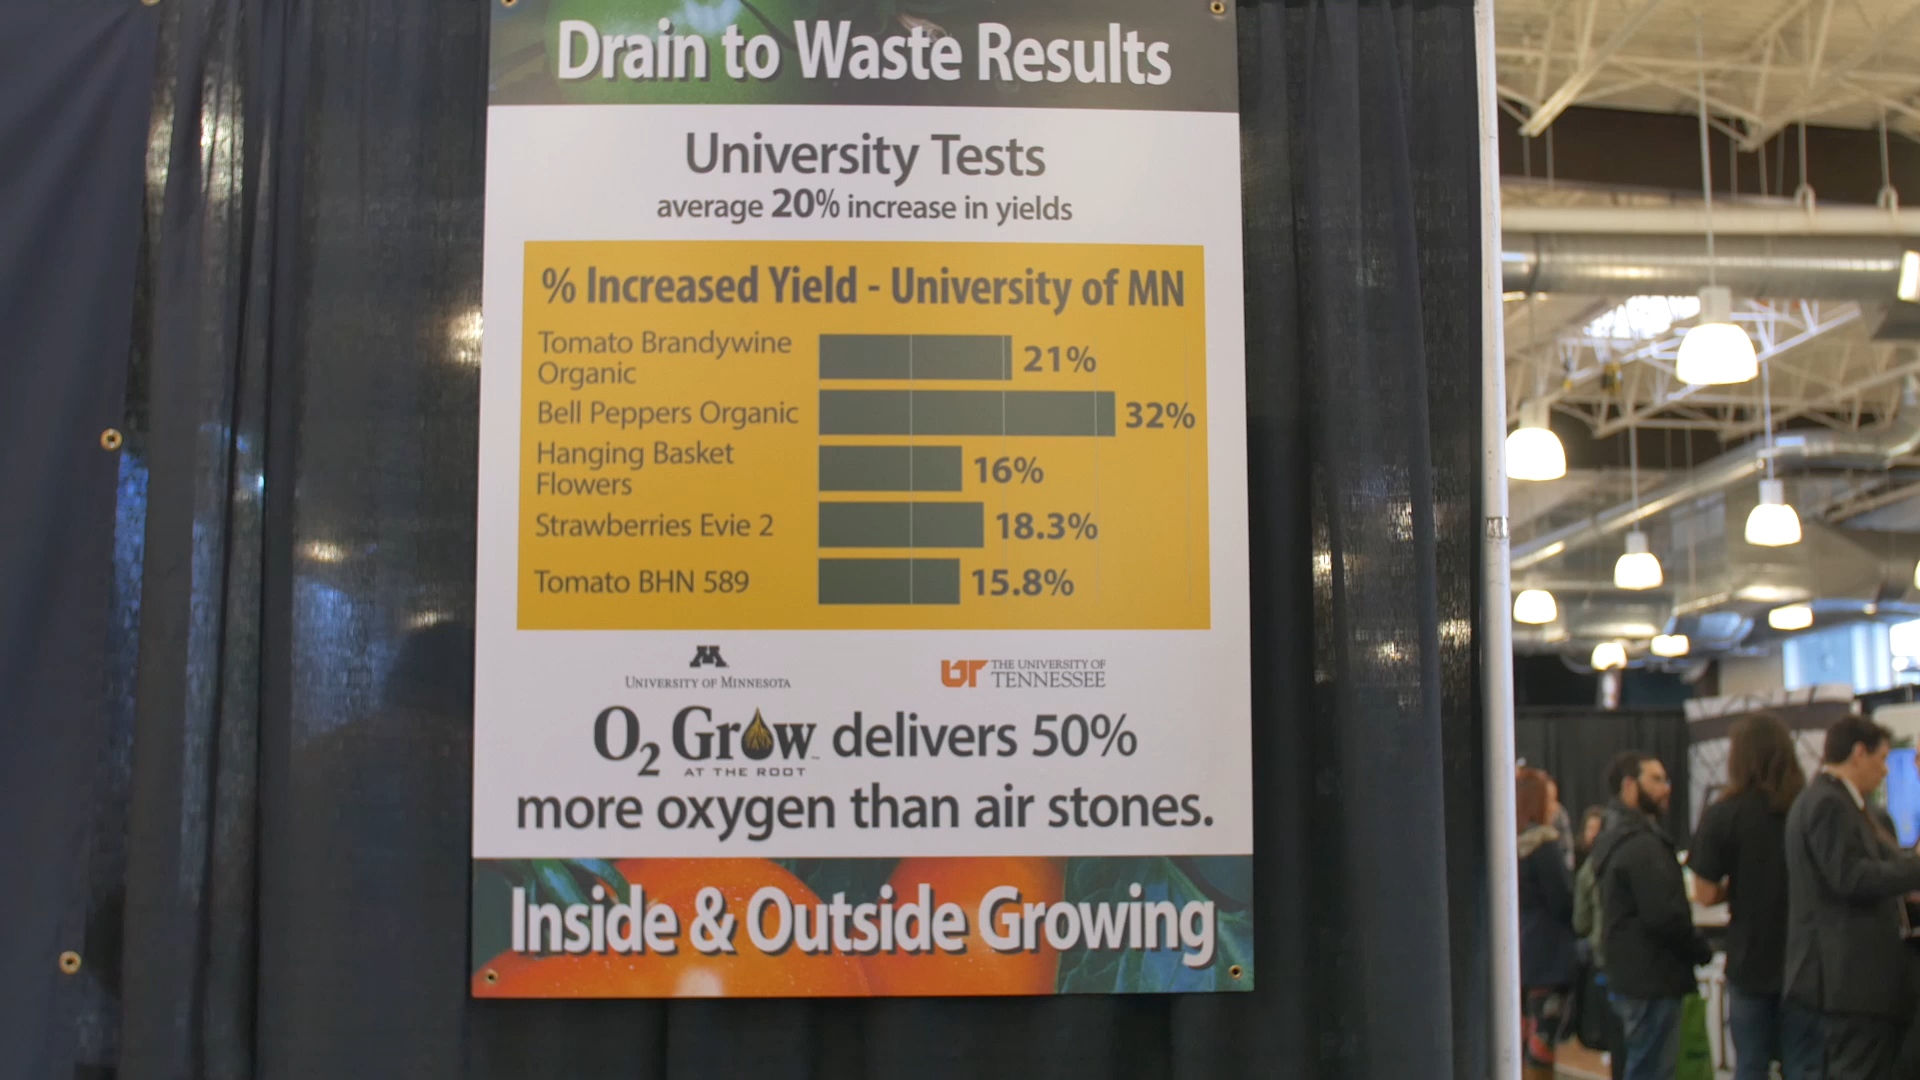 Drain to Waste Results
University Tests
average 20% increase in yields
% Increased Yield - University of MN
Tomato Brandywine
Organic
21%
Bell Peppers Organic
32%
Hanging Basket
Flowers
16%
Strawberries Evie 2
18.3%
Tomato BHN 589
15.8%
M
UNIVERSITY OF MINNESOTA
UT
THE UNIVERSITY OF
TENNESSEE
O₂ Grow™ delivers 50%
AT THE ROOT
more oxygen than air stones.
Inside & Outside Growing